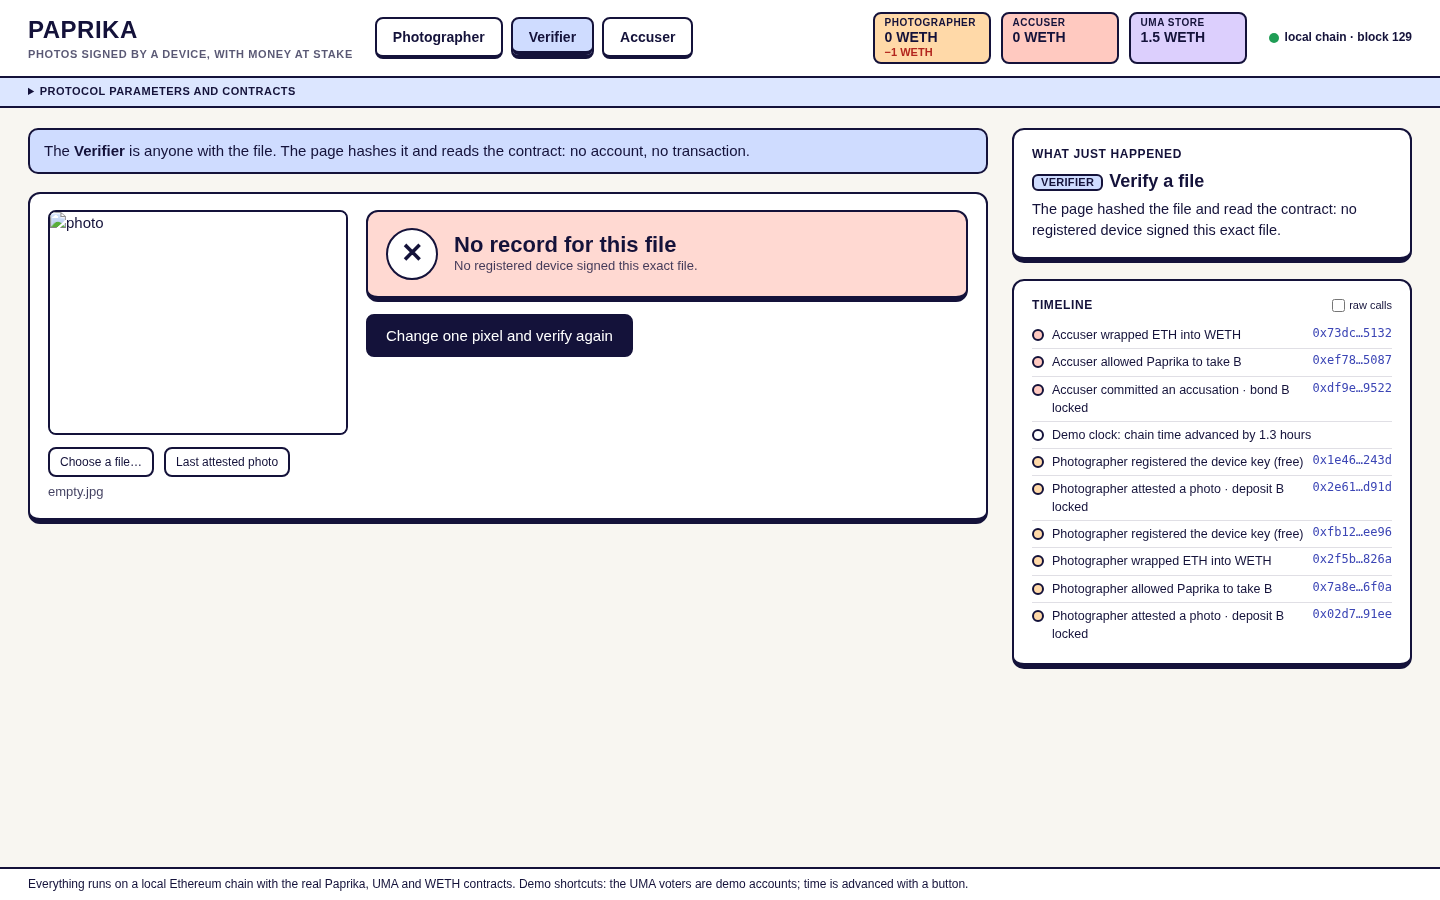 PAPRIKA
PHOTOS SIGNED BY A DEVICE, WITH MONEY AT STAKE
Photographer
Verifier
Accuser
PHOTOGRAPHER
0 WETH
−1 WETH
ACCUSER
0 WETH
UMA STORE
1.5 WETH
local chain · block 129
PROTOCOL PARAMETERS AND CONTRACTS
The Verifier is anyone with the file. The page hashes it and reads the contract: no account, no transaction.
photo
✕
No record for this file
No registered device signed this exact file.
Change one pixel and verify again
Choose a file…
Last attested photo
empty.jpg
WHAT JUST HAPPENED
VERIFIER Verify a file
The page hashed the file and read the contract: no
registered device signed this exact file.
TIMELINE
raw calls
Accuser wrapped ETH into WETH 0x73dc…5132
Accuser allowed Paprika to take B 0xef78…5087
Accuser committed an accusation · bond B 0xdf9e…9522
locked
Demo clock: chain time advanced by 1.3 hours
Photographer registered the device key (free) 0x1e46…243d
Photographer attested a photo · deposit B 0x2e61…d91d
locked
Photographer registered the device key (free) 0xfb12…ee96
Photographer wrapped ETH into WETH 0x2f5b…826a
Photographer allowed Paprika to take B 0x7a8e…6f0a
Photographer attested a photo · deposit B 0x02d7…91ee
locked
Everything runs on a local Ethereum chain with the real Paprika, UMA and WETH contracts. Demo shortcuts: the UMA voters are demo accounts; time is advanced with a button.